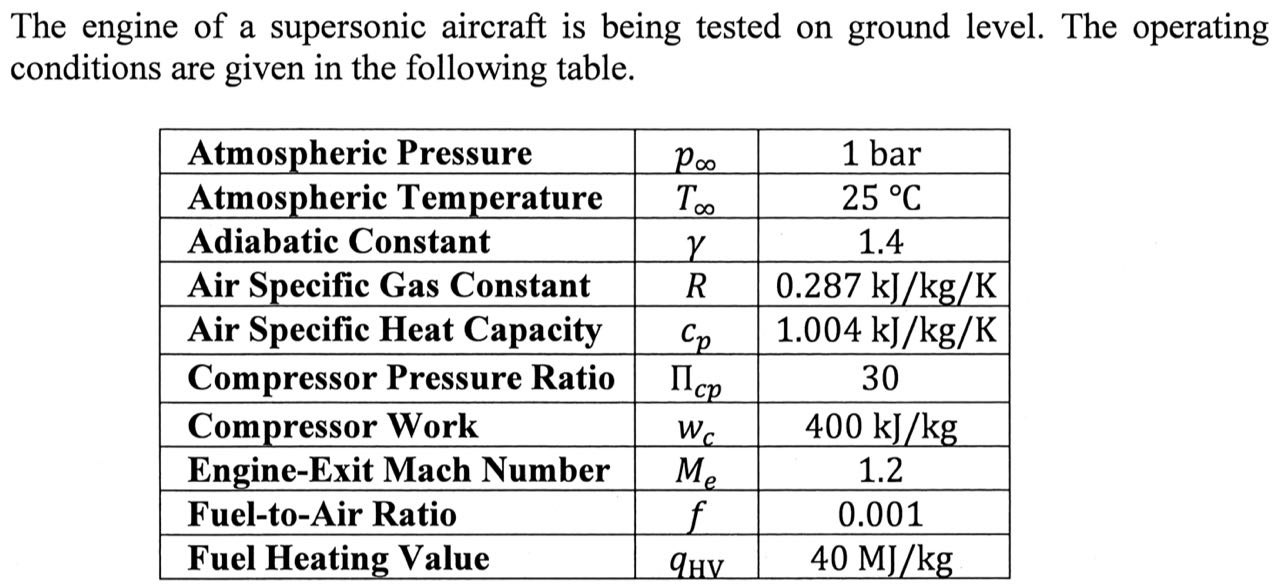 The engine of a supersonic aircraft is being tested on ground level. The operating
conditions are given in the following table.
Atmospheric Pressure p∞ 1 bar
Atmospheric Temperature T∞ 25 °C
Adiabatic Constant γ 1.4
Air Specific Gas Constant R 0.287 kJ/kg/K
Air Specific Heat Capacity cp 1.004 kJ/kg/K
Compressor Pressure Ratio Πcp 30
Compressor Work wc 400 kJ/kg
Engine-Exit Mach Number Me 1.2
Fuel-to-Air Ratio f 0.001
Fuel Heating Value qHV 40 MJ/kg